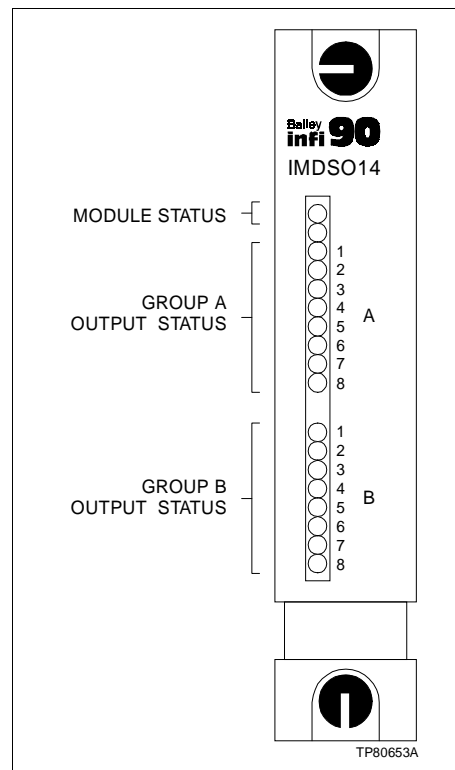 Bailey
infi 90
IMDSO14
MODULE STATUS
GROUP A
OUTPUT STATUS
1
2
3
4
5
6
7
8
A
GROUP B
OUTPUT STATUS
1
2
3
4
5
6
7
8
B
TP80653A